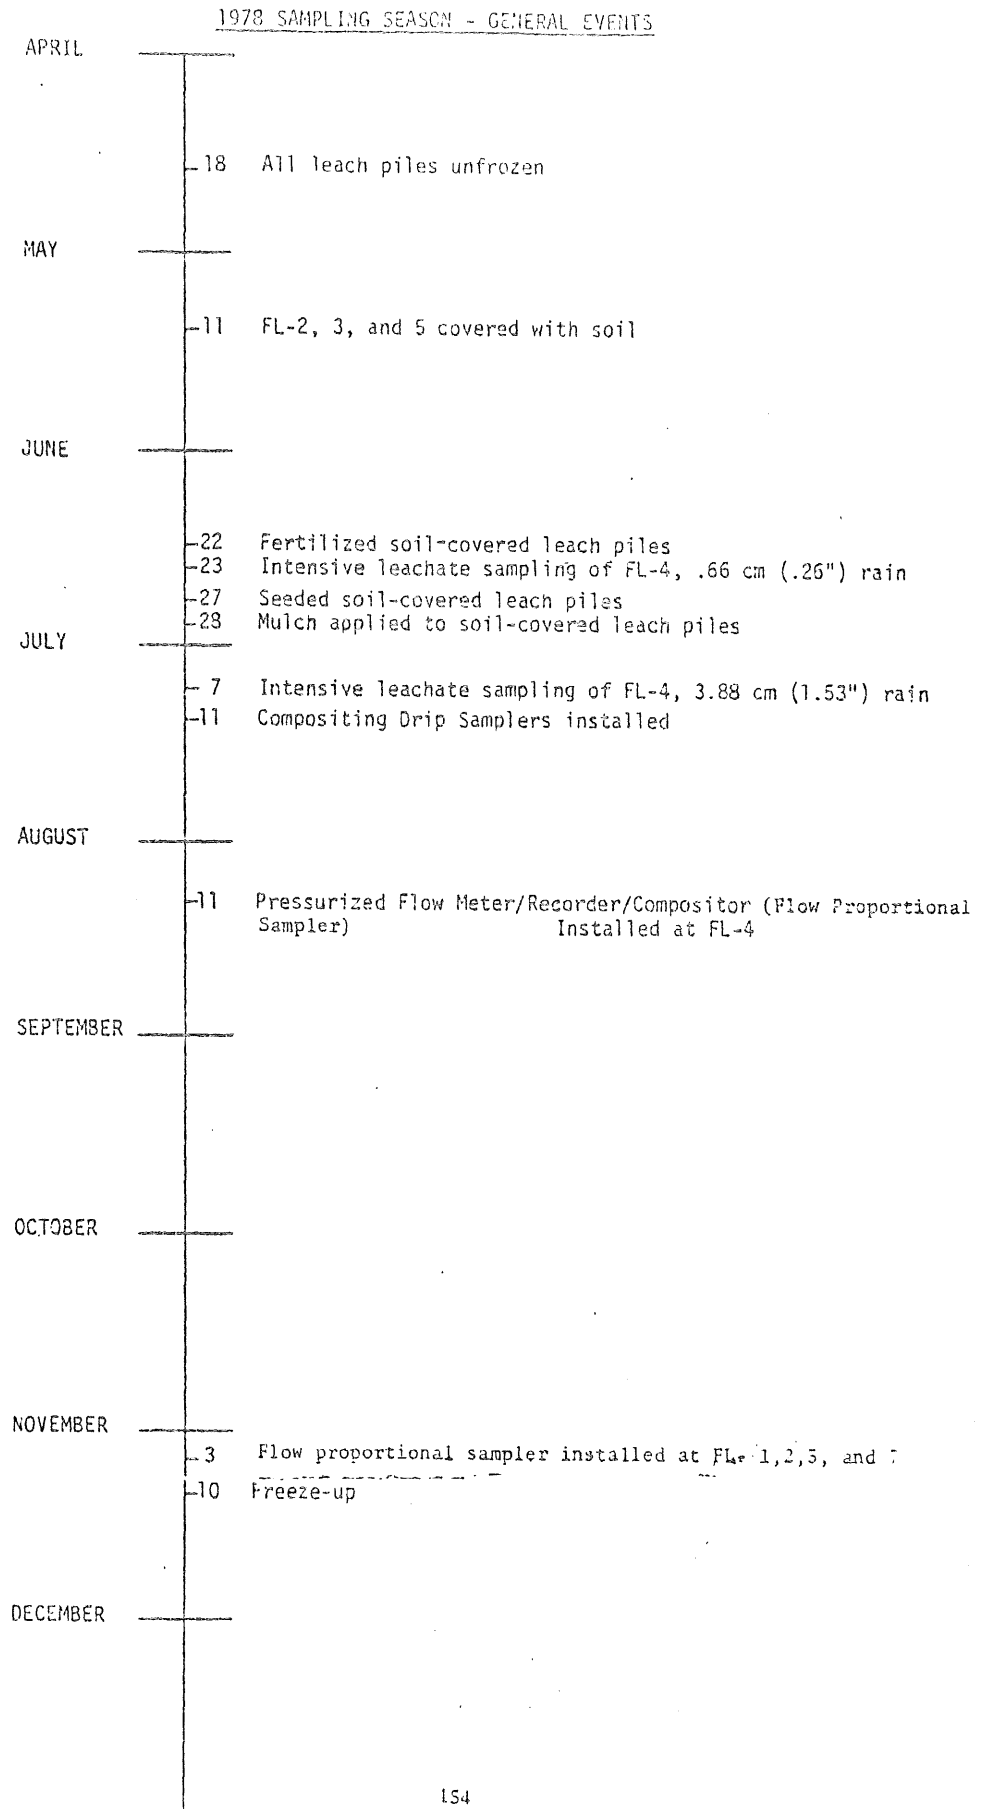 1978 SAMPLING SEASON - GENERAL EVENTS
APRIL
18 All leach piles unfrozen
MAY
11 FL-2, 3, and 5 covered with soil
JUNE
22 Fertilized soil-covered leach piles
23 Intensive leachate sampling of FL-4, .66 cm (.26") rain
27 Seeded soil-covered leach piles
28 Mulch applied to soil-covered leach piles
JULY
7 Intensive leachate sampling of FL-4, 3.88 cm (1.53") rain
11 Compositing Drip Samplers installed
AUGUST
11 Pressurized Flow Meter/Recorder/Compositor (Flow Proportional
Sampler) Installed at FL-4
SEPTEMBER
OCTOBER
NOVEMBER
3 Flow proportional sampler installed at 1,2,5, and
10 Freeze-up
DECEMBER
154